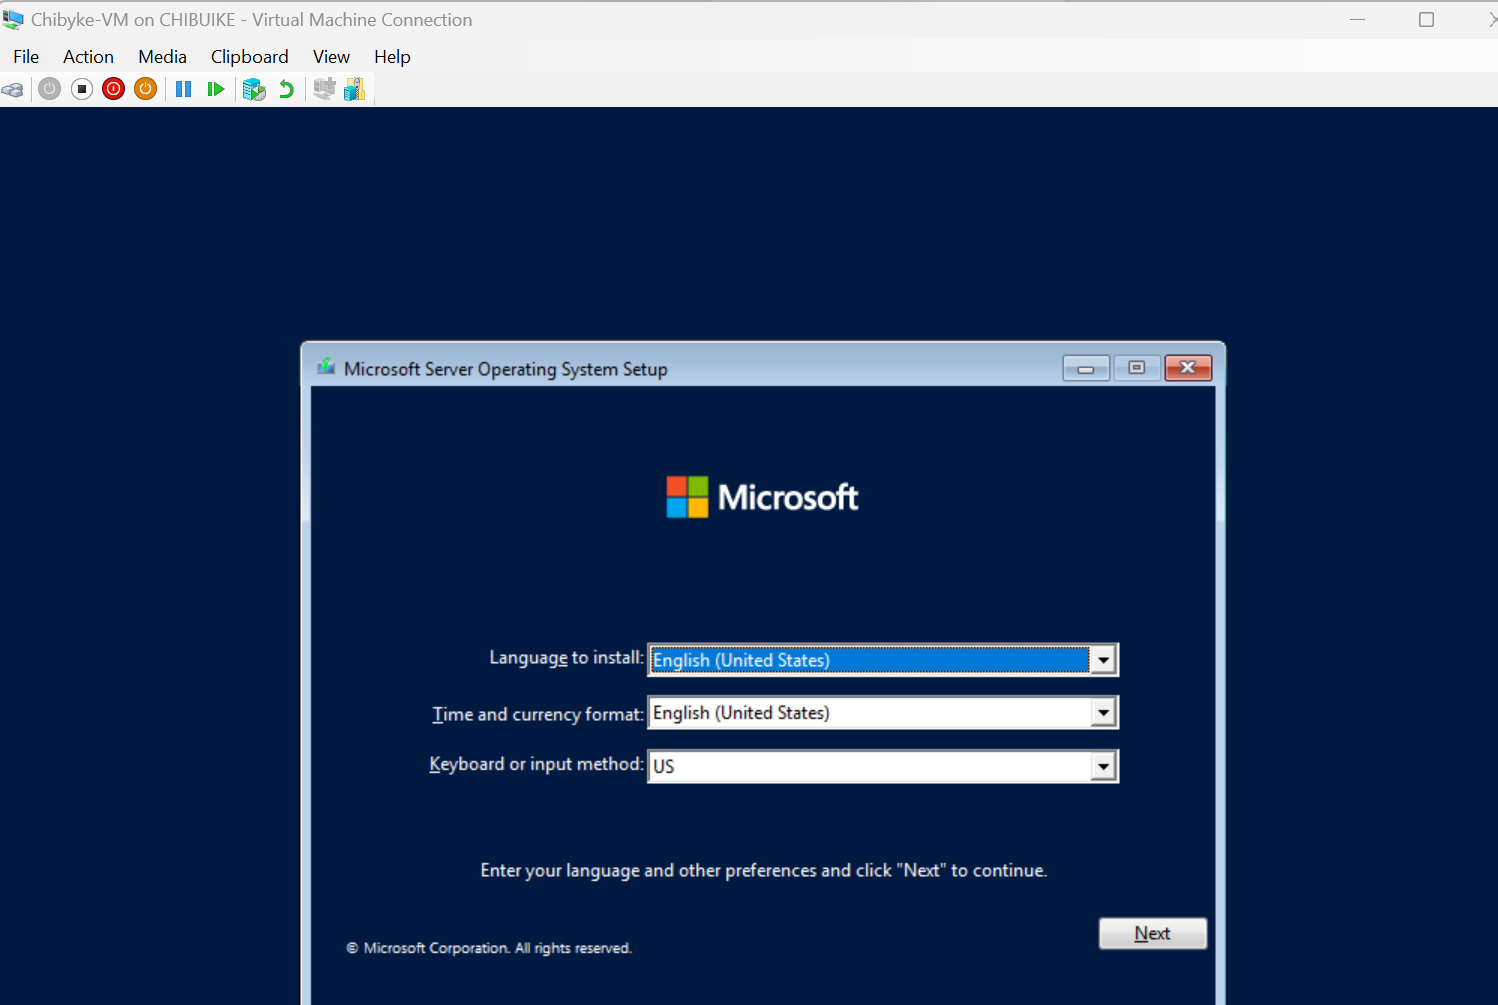 Chibyke-VM on CHIBUIKE - Virtual Machine Connection
File Action Media Clipboard View Help
Microsoft Server Operating System Setup
Microsoft
Language to install: English (United States)
Time and currency format: English (United States)
Keyboard or input method: US
Enter your language and other preferences and click "Next" to continue.
Next
© Microsoft Corporation. All rights reserved.